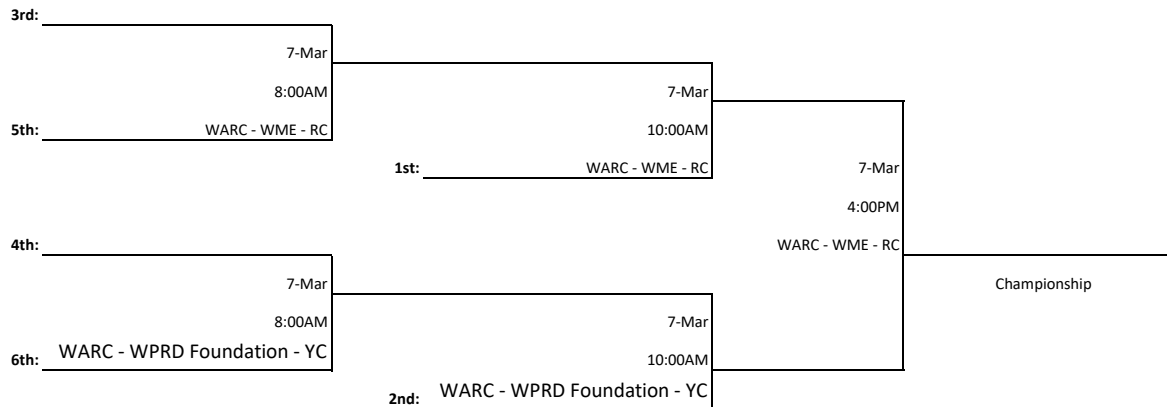 3rd:
7-Mar
8:00AM
7-Mar
5th: WARC - WME - RC
10:00AM
1st: WARC - WME - RC
7-Mar
4:00PM
4th:
WARC - WME - RC
7-Mar
Championship
8:00AM
7-Mar
6th: WARC - WPRD Foundation - YC
10:00AM
2nd: WARC - WPRD Foundation - YC